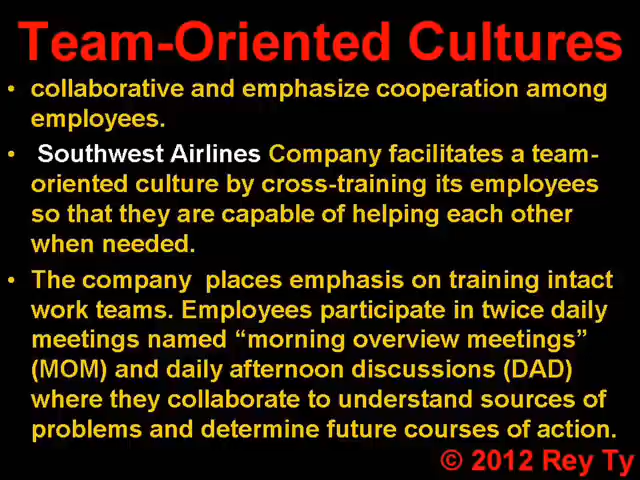 Team-Oriented Cultures
• collaborative and emphasize cooperation among
employees.
• Southwest Airlines Company facilitates a team-
oriented culture by cross-training its employees
so that they are capable of helping each other
when needed.
• The company places emphasis on training intact
work teams. Employees participate in twice daily
meetings named “morning overview meetings”
(MOM) and daily afternoon discussions (DAD)
where they collaborate to understand sources of
problems and determine future courses of action.
© 2012 Rey Ty